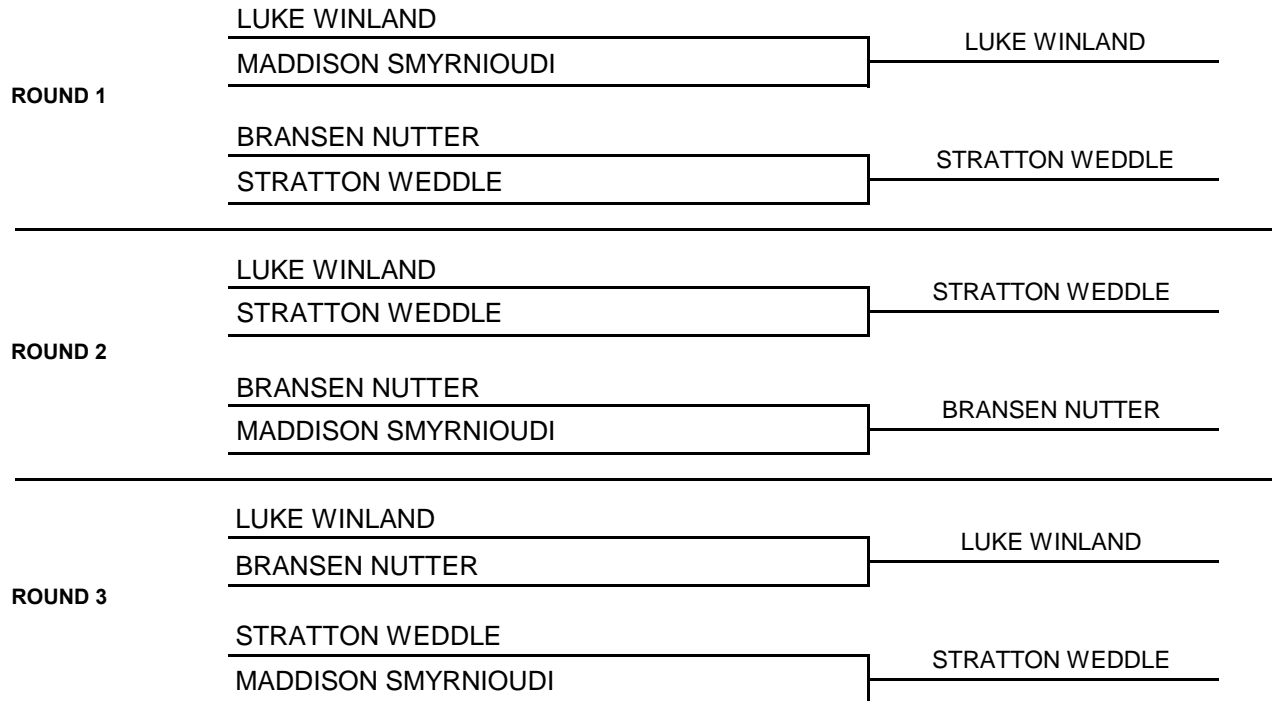 LUKE WINLAND
LUKE WINLAND
MADDISON SMYRNIOUDI
ROUND 1
BRANSEN NUTTER
STRATTON WEDDLE
STRATTON WEDDLE
LUKE WINLAND
STRATTON WEDDLE
STRATTON WEDDLE
ROUND 2
BRANSEN NUTTER
BRANSEN NUTTER
MADDISON SMYRNIOUDI
LUKE WINLAND
LUKE WINLAND
BRANSEN NUTTER
ROUND 3
STRATTON WEDDLE
STRATTON WEDDLE
MADDISON SMYRNIOUDI